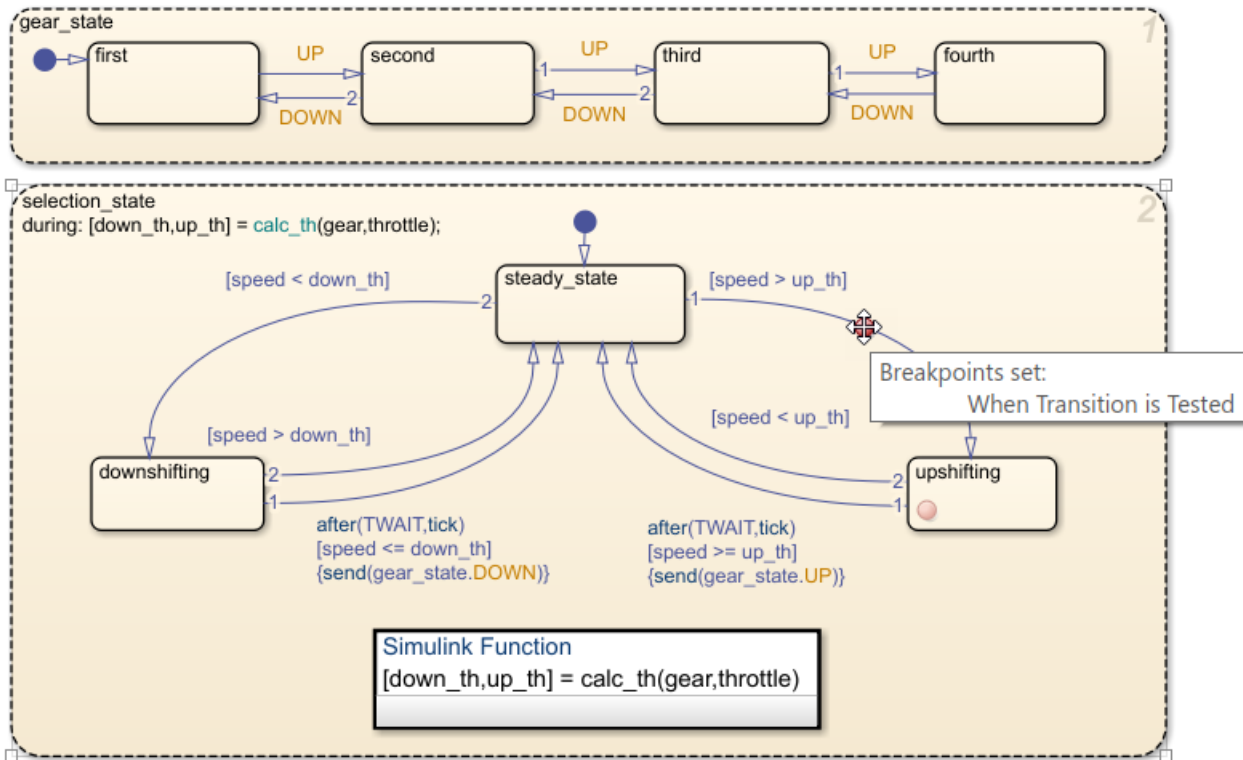 gear_state
1
first
UP
second
UP
third
UP
fourth
1
1
2
2
DOWN
DOWN
DOWN
selection_state
2
during: [down_th,up_th] = calc_th(gear,throttle);
[speed < down_th]
steady_state
[speed > up_th]
2
1
Breakpoints set:
When Transition is Tested
[speed < up_th]
[speed > down_th]
downshifting
2
1
upshifting
2
1
after(TWAIT,tick)
[speed <= down_th]
{send(gear_state.DOWN)}
after(TWAIT,tick)
[speed >= up_th]
{send(gear_state.UP)}
Simulink Function
[down_th,up_th] = calc_th(gear,throttle)